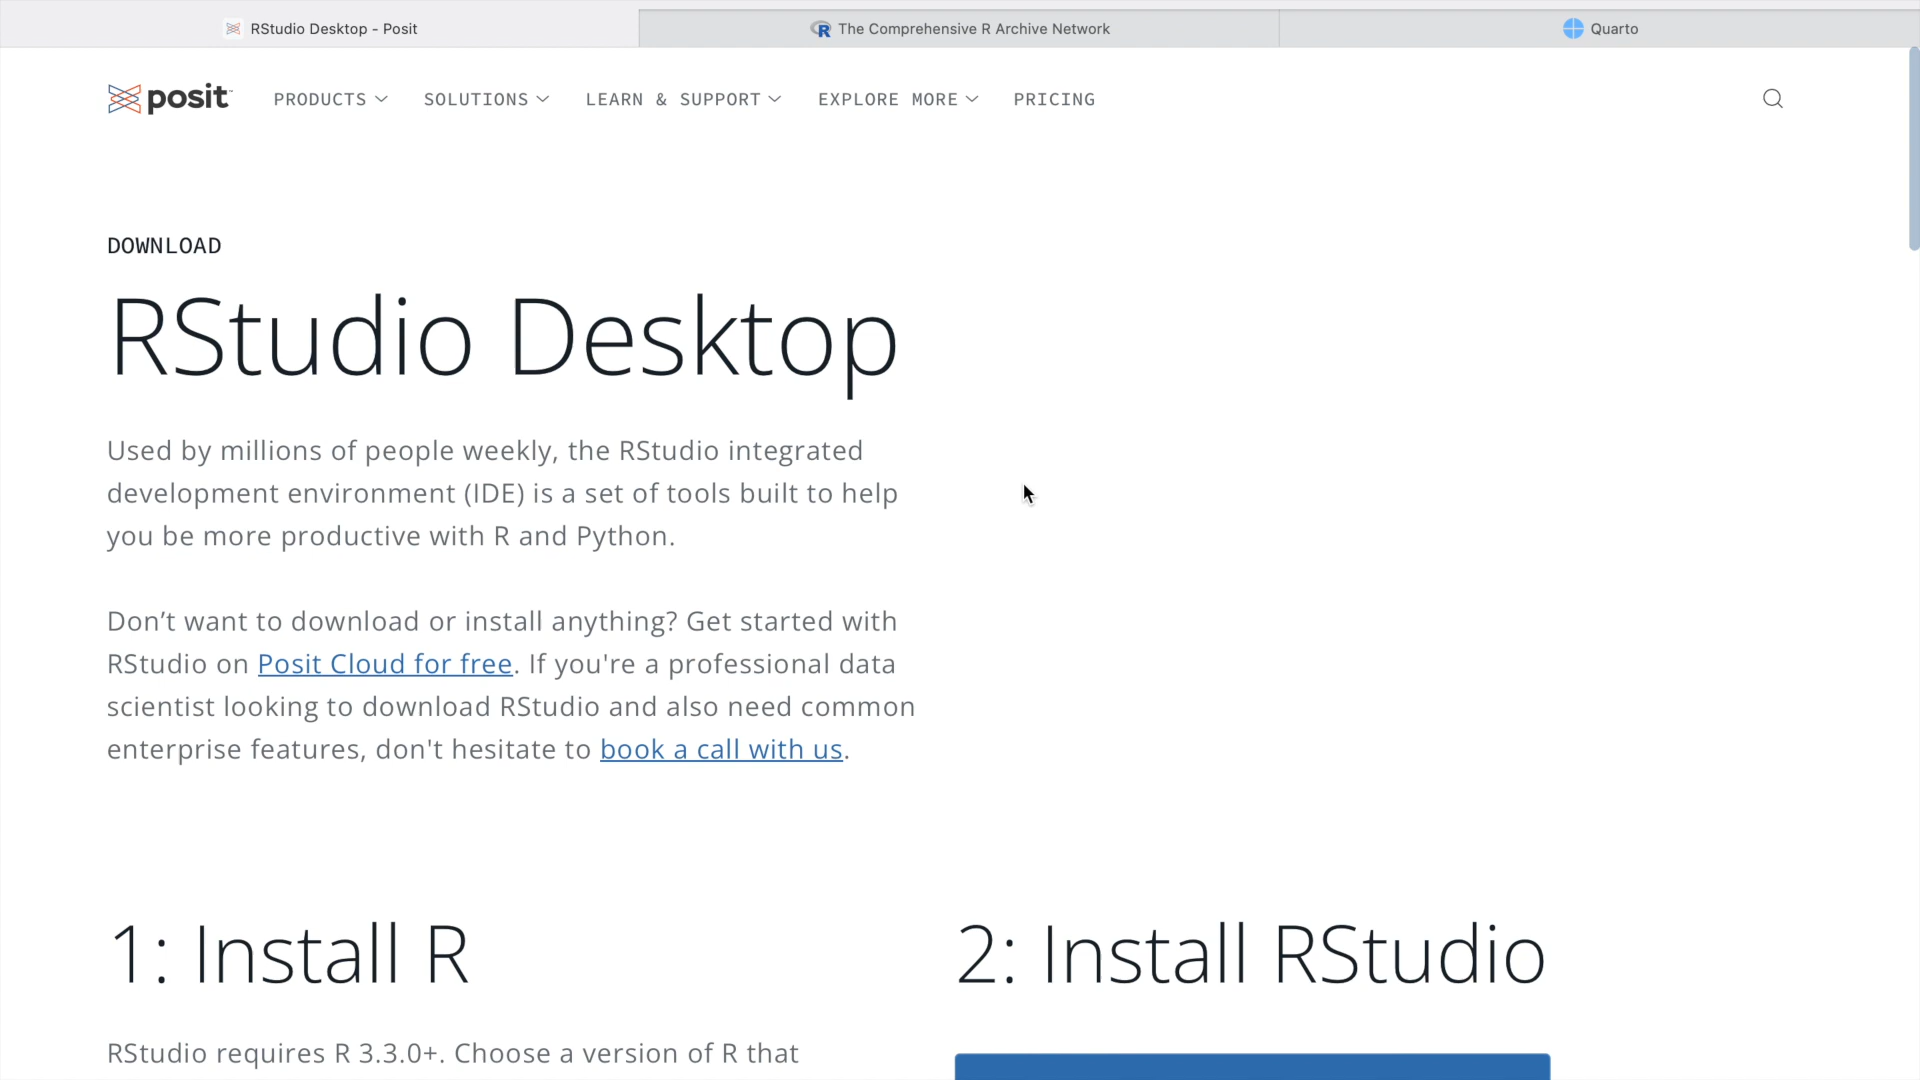 RStudio Desktop - Posit
The Comprehensive R Archive Network
Quarto
posit
PRODUCTS
SOLUTIONS
LEARN & SUPPORT
EXPLORE MORE
PRICING
DOWNLOAD
RStudio Desktop
Used by millions of people weekly, the RStudio integrated
development environment (IDE) is a set of tools built to help
you be more productive with R and Python.
Don’t want to download or install anything? Get started with
RStudio on Posit Cloud for free. If you're a professional data
scientist looking to download RStudio and also need common
enterprise features, don't hesitate to book a call with us.
1: Install R
2: Install RStudio
RStudio requires R 3.3.0+. Choose a version of R that